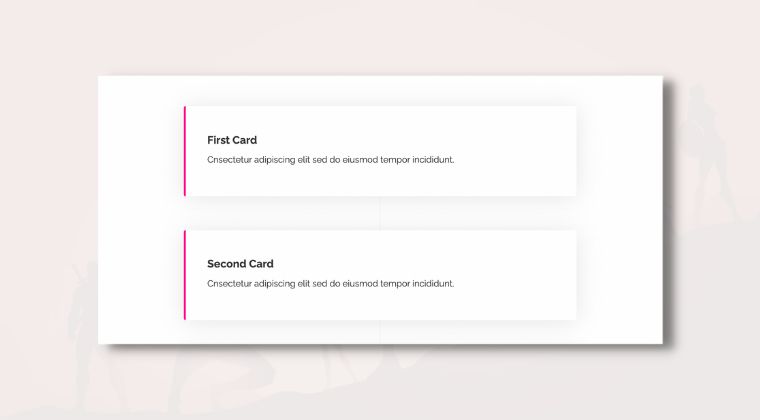 First Card
Cnsectetur adipiscing elit sed do eiusmod tempor incididunt.
Second Card
Cnsectetur adipiscing elit sed do eiusmod tempor incididunt.